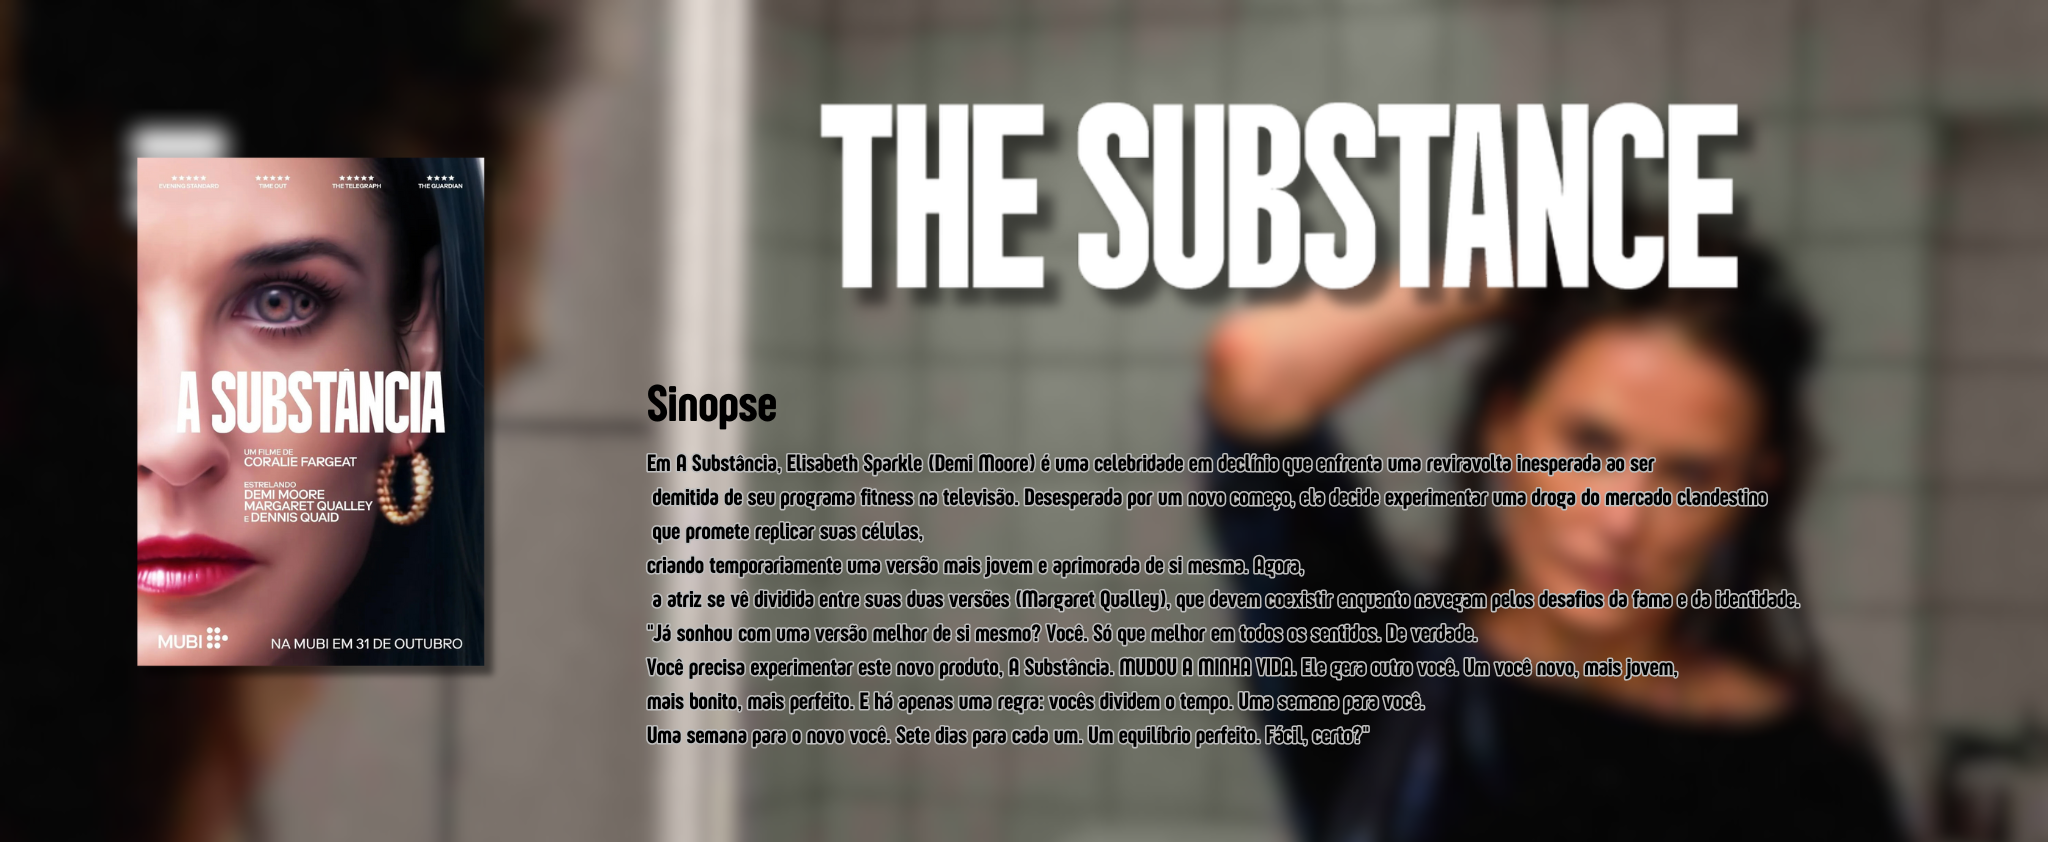 THE SUBSTANCE
★★★★★
EVENING STANDARD
★★★★★
TIME OUT
★★★★★
THE TELEGRAPH
★★★★
THE GUARDIAN
A SUBSTÂNCIA
UM FILME DE
CORALIE FARGEAT
ESTRELANDO
DEMI MOORE
MARGARET QUALLEY
E DENNIS QUAID
MUBI
NA MUBI EM 31 DE OUTUBRO
Sinopse
Em A Substância, Elisabeth Sparkle (Demi Moore) é uma celebridade em declínio que enfrenta uma reviravolta inesperada ao ser
demitida de seu programa fitness na televisão. Desesperada por um novo começo, ela decide experimentar uma droga do mercado clandestino
que promete replicar suas células,
criando temporariamente uma versão mais jovem e aprimorada de si mesma. Agora,
a atriz se vê dividida entre suas duas versões (Margaret Qualley), que devem coexistir enquanto navegam pelos desafios da fama e da identidade.
"Já sonhou com uma versão melhor de si mesmo? Você. Só que melhor em todos os sentidos. De verdade.
Você precisa experimentar este novo produto, A Substância. MUDOU A MINHA VIDA. Ele gera outro você. Um você novo, mais jovem,
mais bonito, mais perfeito. E há apenas uma regra: vocês dividem o tempo. Uma semana para você.
Uma semana para o novo você. Sete dias para cada um. Um equilíbrio perfeito. Fácil, certo?"